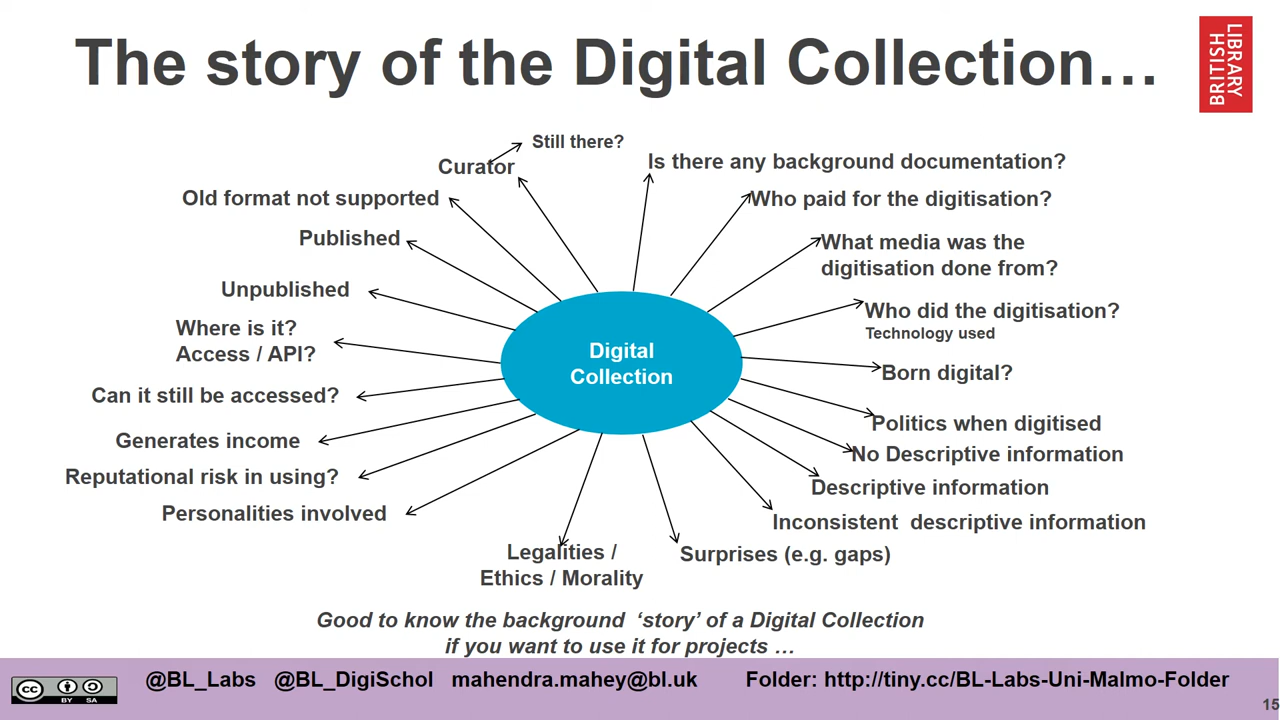 The story of the Digital Collection…
BRITISH
LIBRARY
Still there?
Curator
Is there any background documentation?
Old format not supported
Who paid for the digitisation?
Published
What media was the
digitisation done from?
Unpublished
Who did the digitisation?
Technology used
Where is it?
Access / API?
Digital
Collection
Born digital?
Can it still be accessed?
Politics when digitised
Generates income
No Descriptive information
Reputational risk in using?
Descriptive information
Personalities involved
Inconsistent  descriptive information
Legalities /
Ethics / Morality
Surprises (e.g. gaps)
Good to know the background  ‘story’ of a Digital Collection
if you want to use it for projects …
cc BY SA
@BL_Labs @BL_DigiSchol mahendra.mahey@bl.uk Folder: http://tiny.cc/BL-Labs-Uni-Malmo-Folder
15